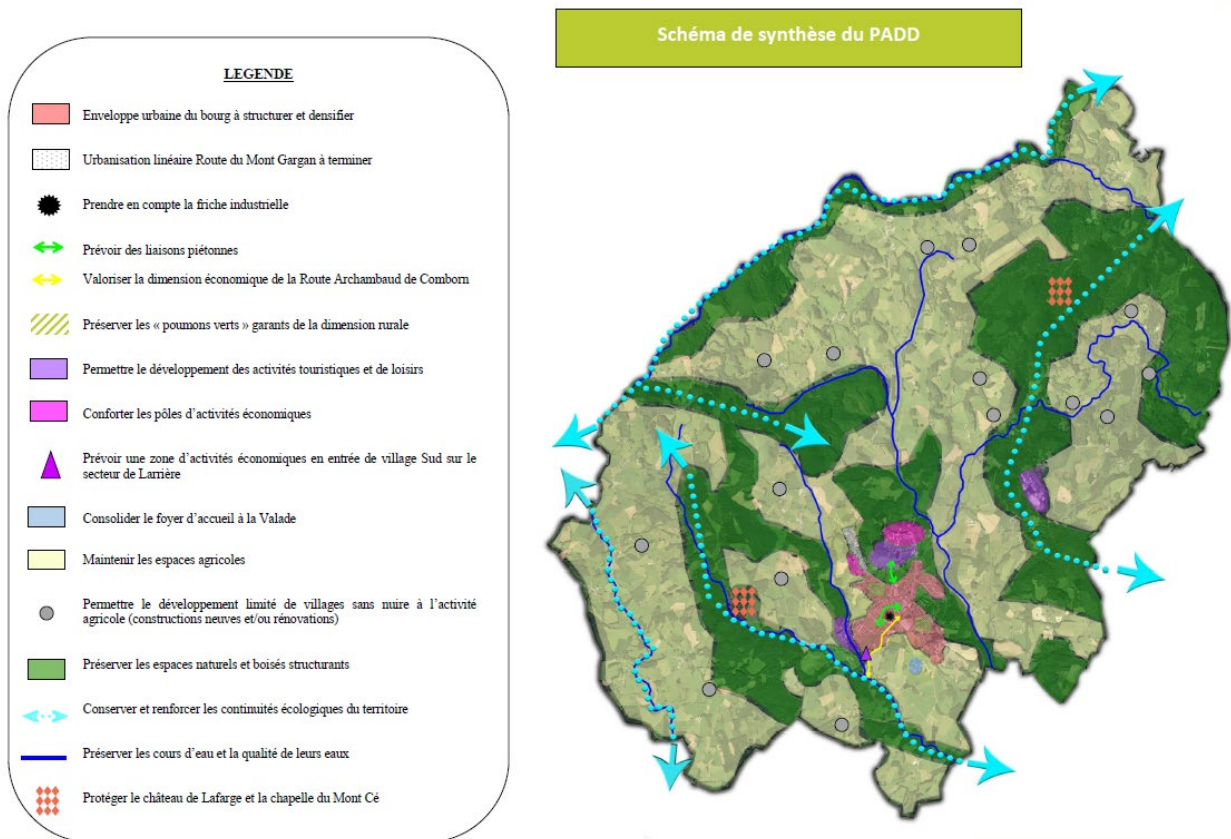 Schéma de synthèse du PADD
LEGENDE
Enveloppe urbaine du bourg à structurer et densifier
Urbanisation linéaire Route du Mont Gargan à terminer
Prendre en compte la friche industrielle
Prévoir des liaisons piétonnes
Valoriser la dimension économique de la Route Archambaud de Comborn
Préserver les « poumons verts » garants de la dimension rurale
Permettre le développement des activités touristiques et de loisirs
Conforter les pôles d'activités économiques
Prévoir une zone d'activités économiques en entrée de village Sud sur le
secteur de Larrière
Consolider le foyer d'accueil à la Valade
Maintenir les espaces agricoles
Permettre le développement limité de villages sans nuire à l'activité
agricole (constructions neuves et/ou rénovations)
Préserver les espaces naturels et boisés structurants
Conserver et renforcer les continuités écologiques du territoire
Préserver les cours d'eau et la qualité de leurs eaux
Protéger le château de Lafarge et la chapelle du Mont Cé